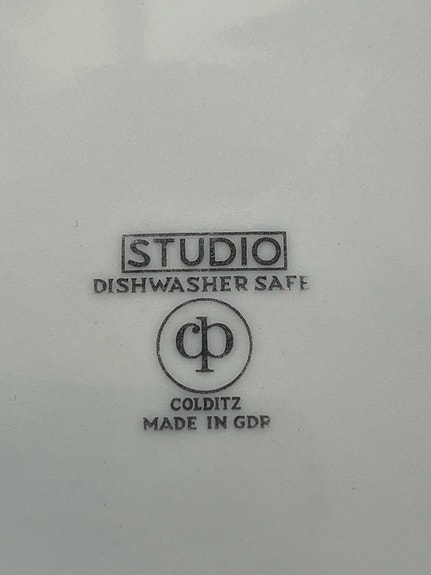 STUDIO
DISHWASHER SAFE
cp
COLDITZ
MADE IN GDR